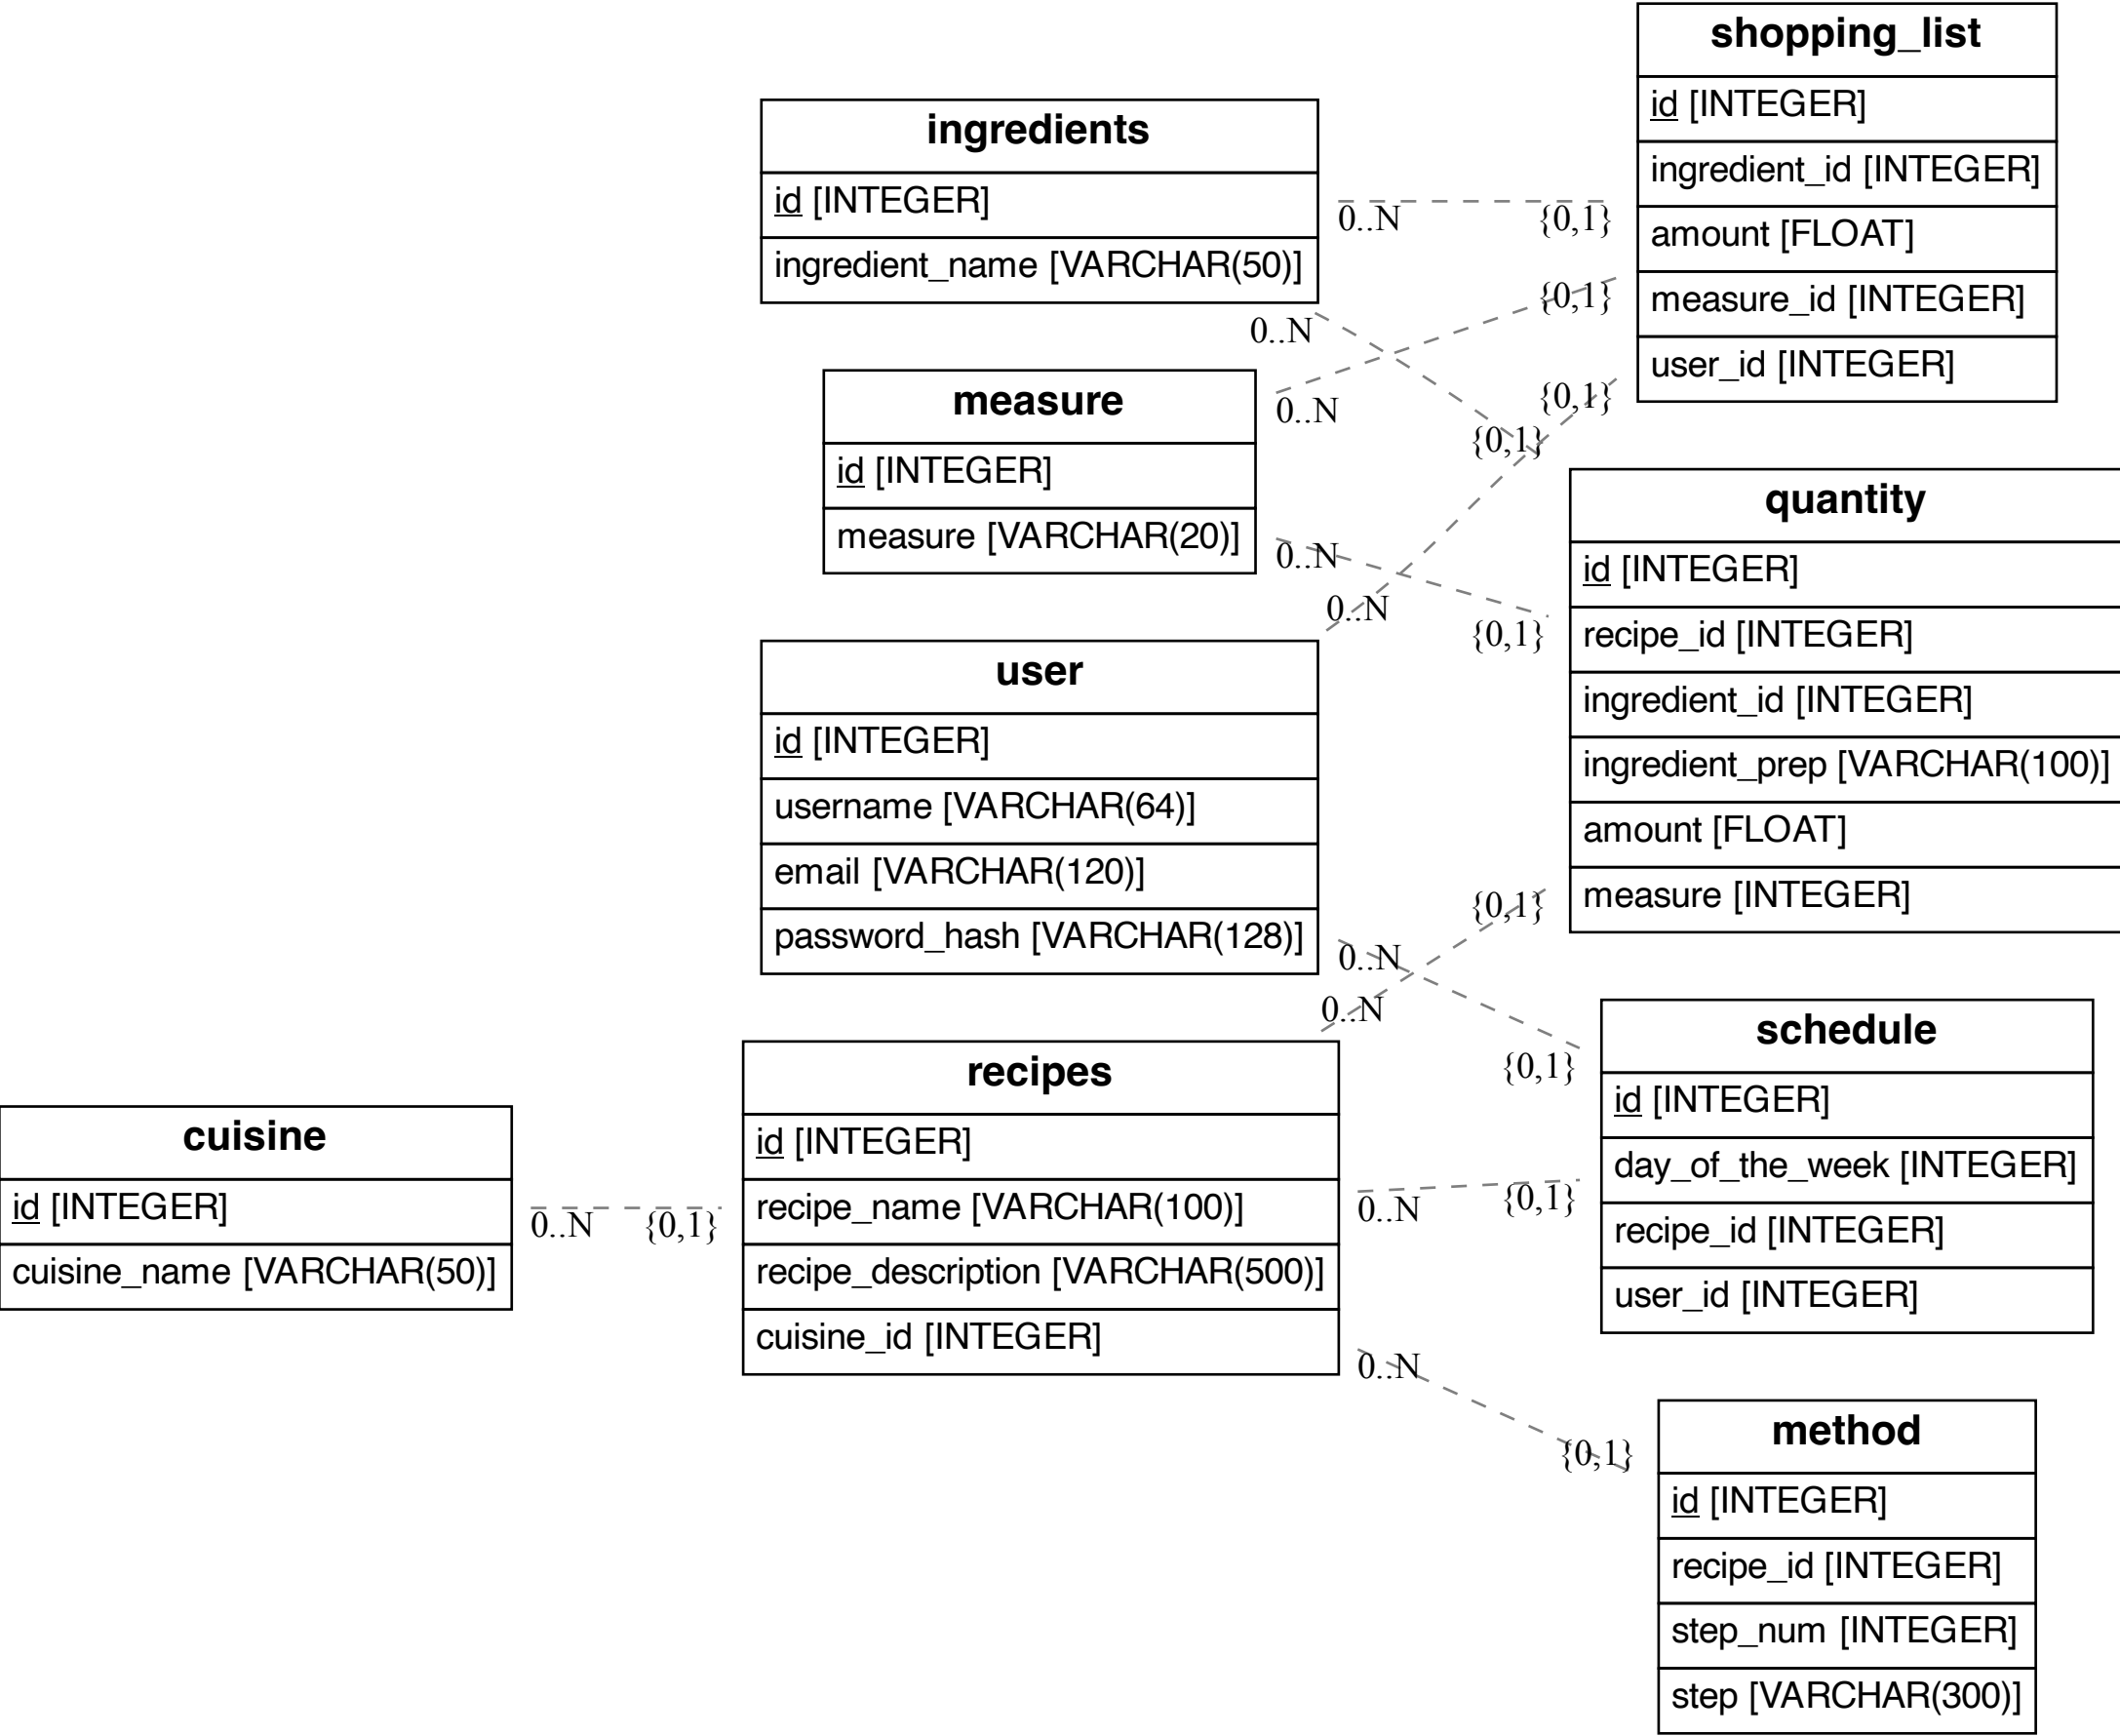 shopping_list
id [INTEGER]
ingredient_id [INTEGER]
amount [FLOAT]
measure_id [INTEGER]
user_id [INTEGER]
ingredients
id [INTEGER]
ingredient_name [VARCHAR(50)]
0..N
{0,1}
{0,1}
0..N
measure
id [INTEGER]
measure [VARCHAR(20)]
0..N
{0,1}
{0,1}
0..N
0..N
{0,1}
quantity
id [INTEGER]
recipe_id [INTEGER]
ingredient_id [INTEGER]
ingredient_prep [VARCHAR(100)]
amount [FLOAT]
measure [INTEGER]
user
id [INTEGER]
username [VARCHAR(64)]
email [VARCHAR(120)]
password_hash [VARCHAR(128)]
{0,1}
0..N
0..N
{0,1}
schedule
id [INTEGER]
day_of_the_week [INTEGER]
recipe_id [INTEGER]
user_id [INTEGER]
recipes
id [INTEGER]
recipe_name [VARCHAR(100)]
recipe_description [VARCHAR(500)]
cuisine_id [INTEGER]
0..N
{0,1}
cuisine
id [INTEGER]
cuisine_name [VARCHAR(50)]
0..N
{0,1}
0..N
{0,1}
method
id [INTEGER]
recipe_id [INTEGER]
step_num [INTEGER]
step [VARCHAR(300)]